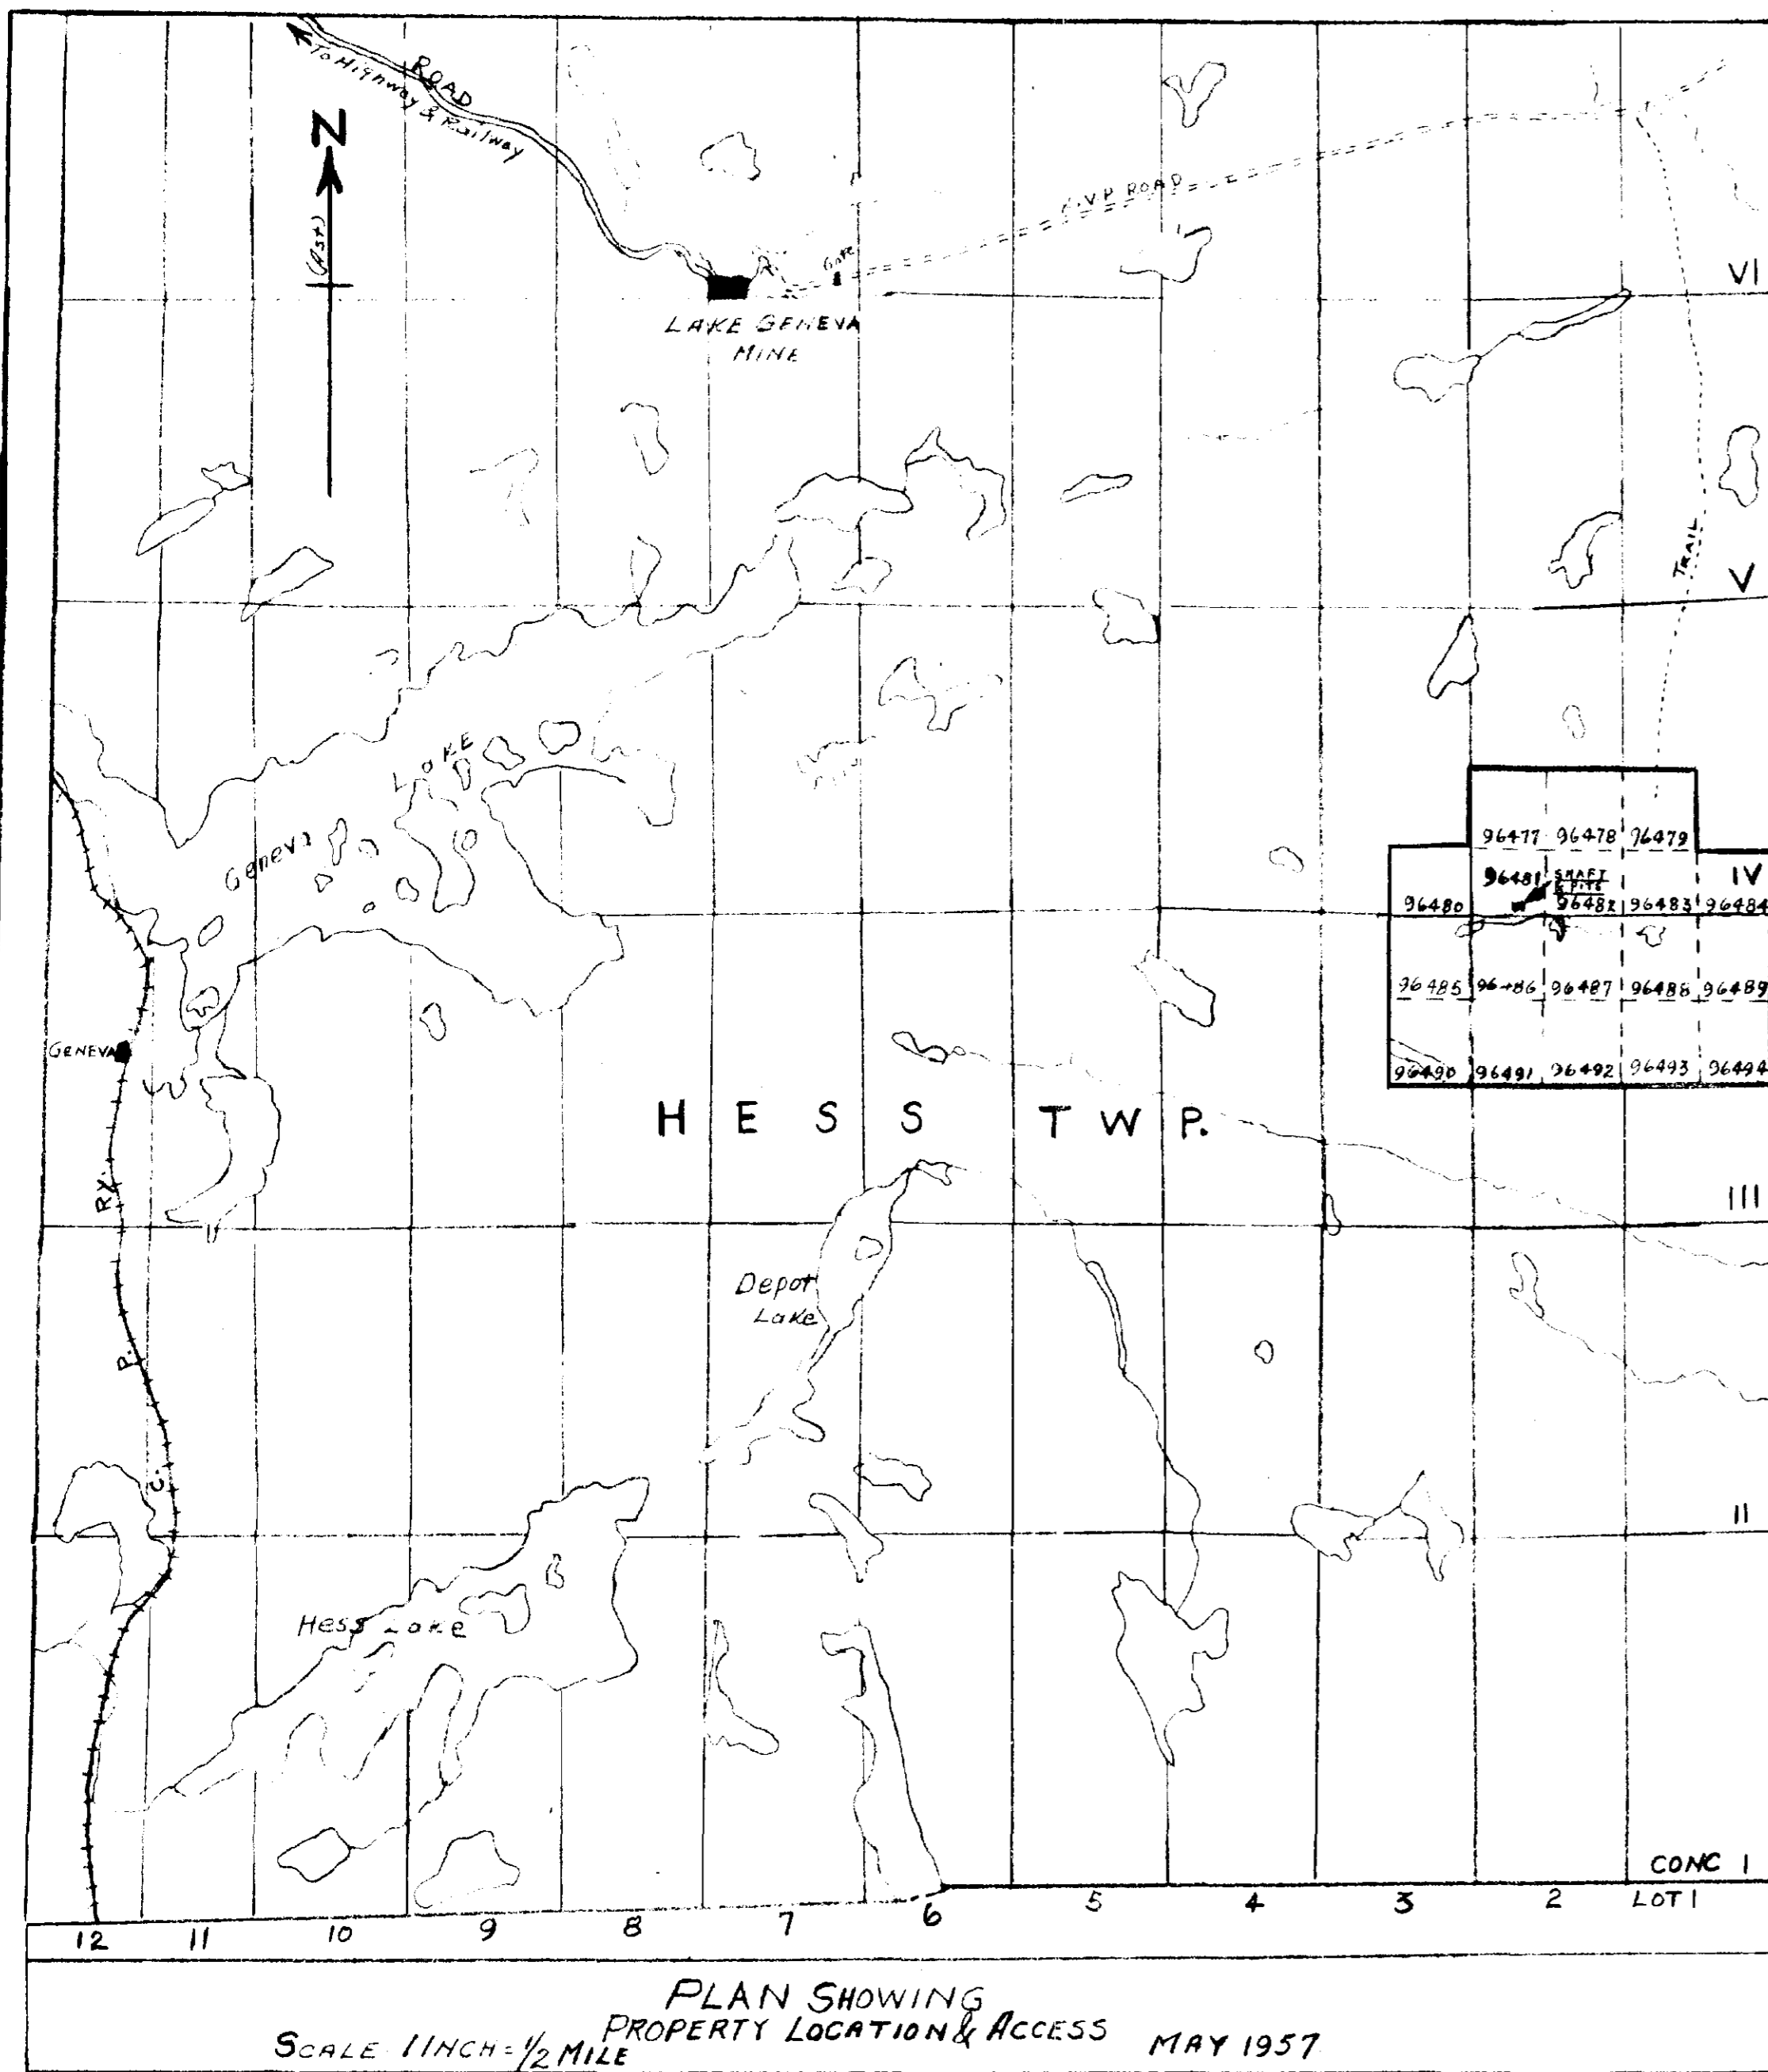 ROAD
To Highway & Railway
N
(Ast)
R.
Gate
A.V.P. ROAD
LAKE GENEVA
MINE
VI
TRAIL
V
Geneva LAKE
96477 96478 96479
96481 SHAFT
& PITS
IV
96480 96482 96483 96484
96485 96486 96487 96488 96489
96490 96491 96492 96493 96494
GENEVA
HESS TWP.
C. P. RY.
III
Depot
Lake
II
Hess Lake
CONC I
LOT 1
12 11 10 9 8 7 6 5 4 3 2
PLAN SHOWING
PROPERTY LOCATION & ACCESS
SCALE 1 INCH = 1/2 MILE
MAY 1957